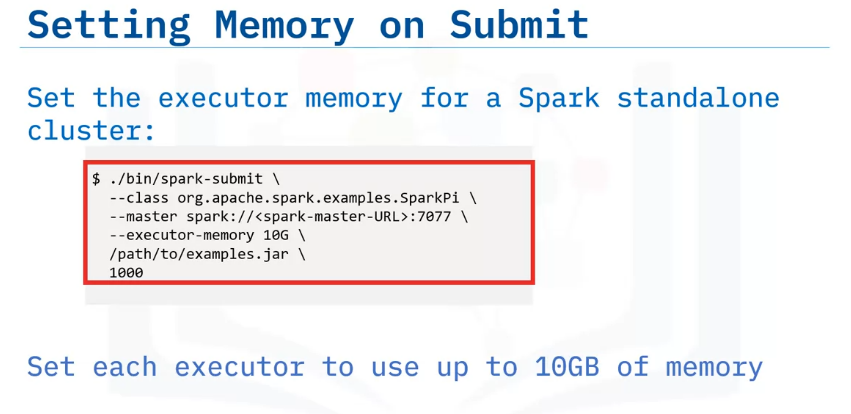 Setting Memory on Submit
Set the executor memory for a Spark standalone
cluster:
$ ./bin/spark-submit \
--class org.apache.spark.examples.SparkPi \
--master spark://<spark-master-URL>:7077 \
--executor-memory 10G \
/path/to/examples.jar \
1000
Set each executor to use up to 10GB of memory